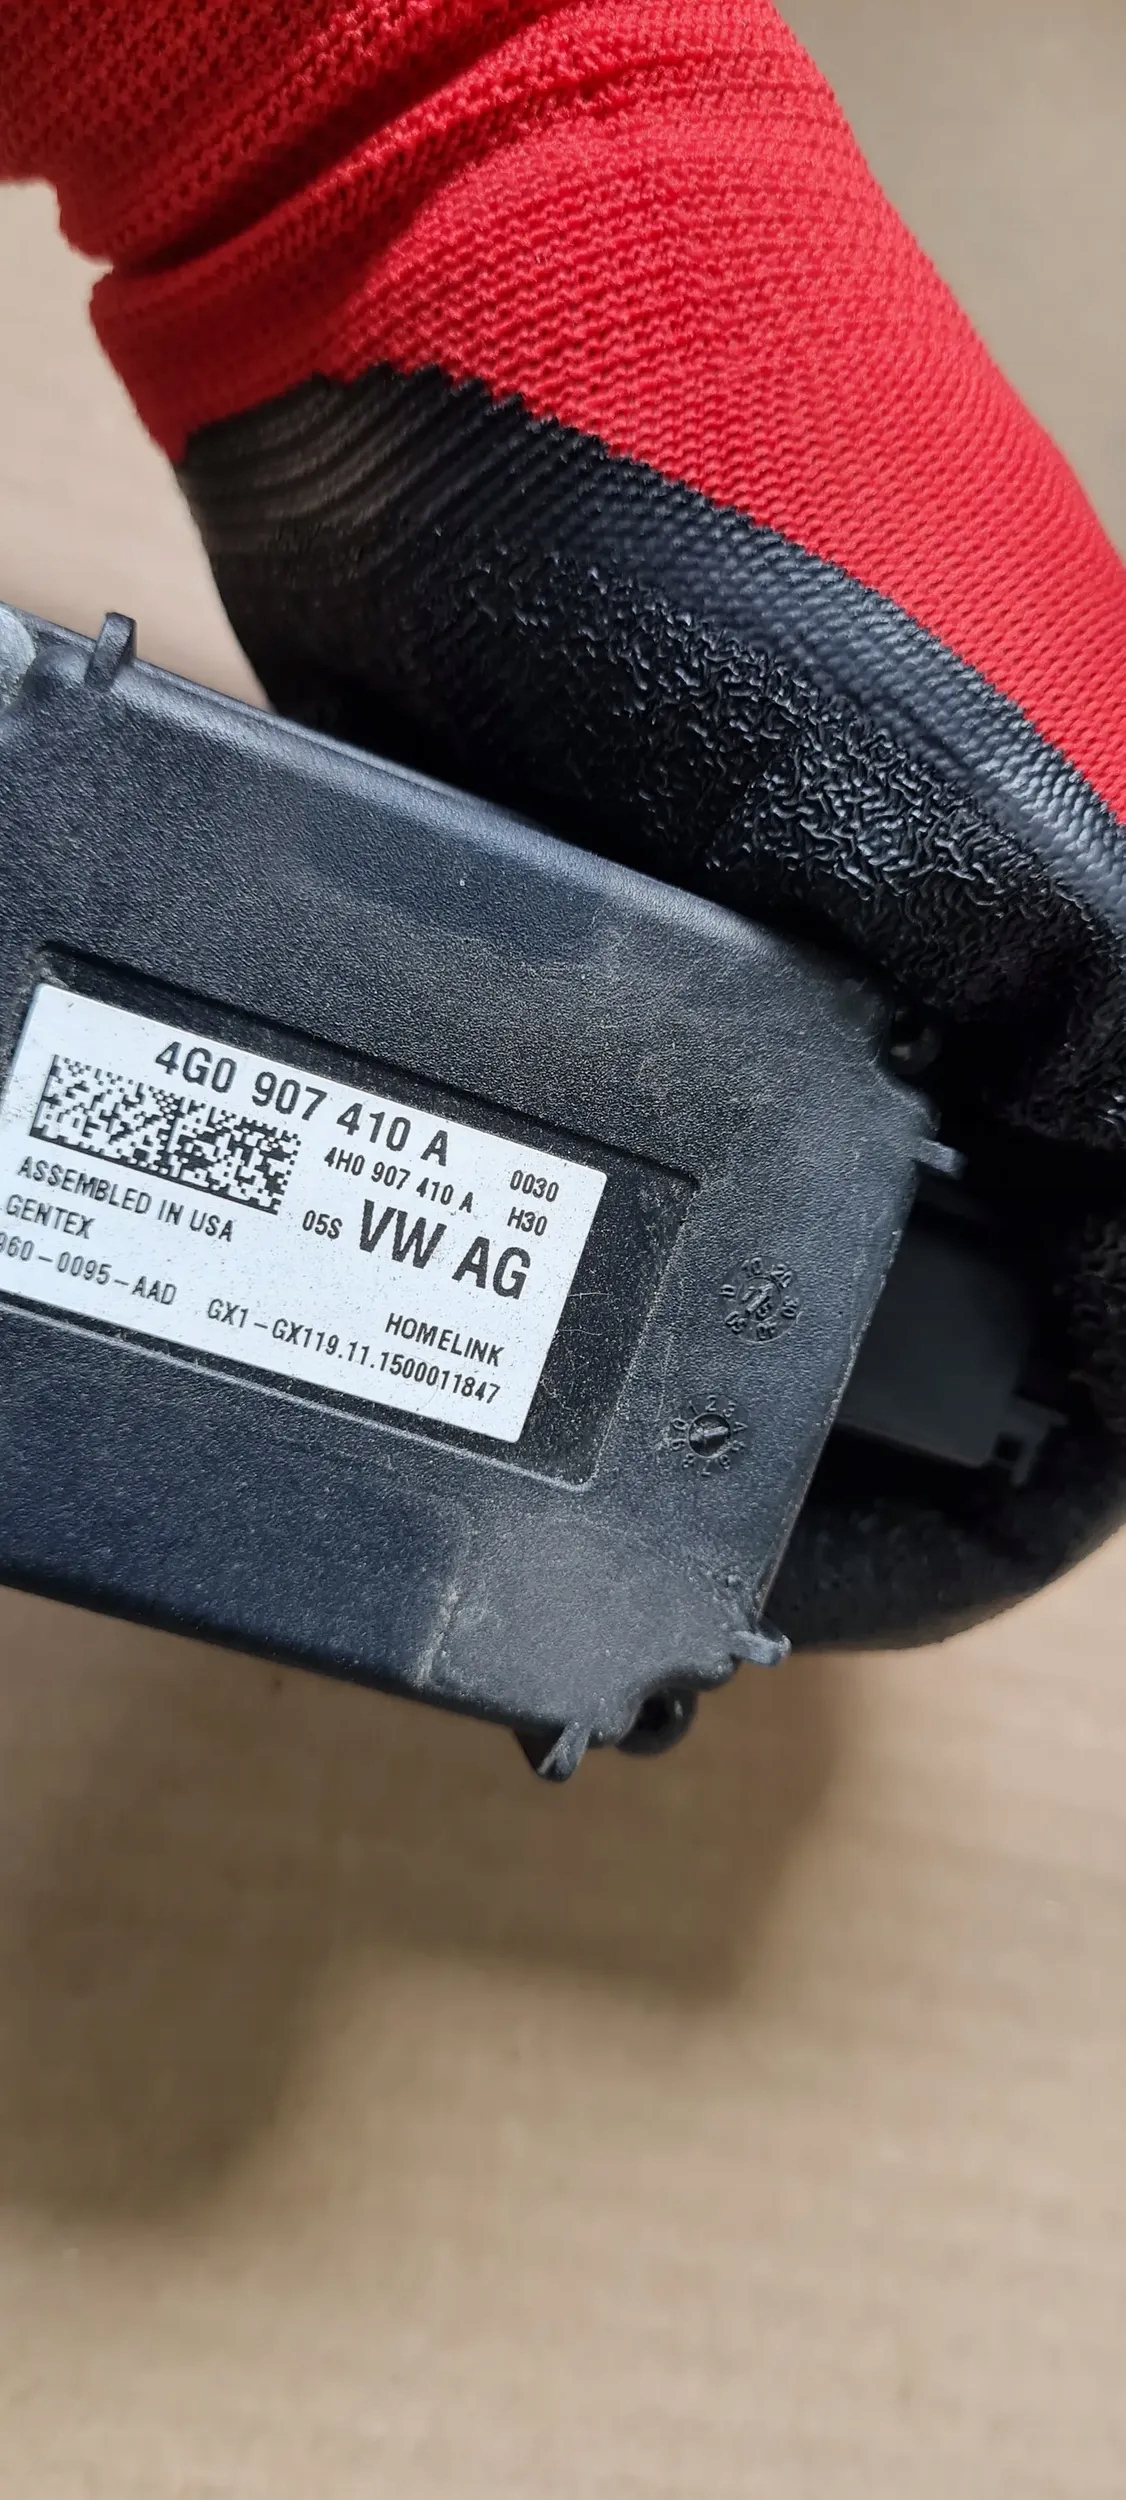 4G0 907 410 A
4H0 907 410 A 0030
05S VW AG H30
ASSEMBLED IN USA
GENTEX
960-0095-AAD
HOMELINK
GX1-GX119.11.1500011847